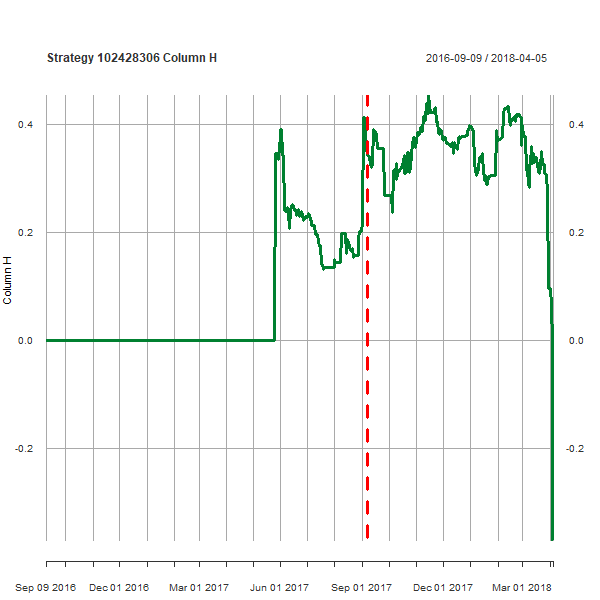 Strategy 102428306 Column H 2016-09-09 / 2018-04-05
0.4 0.4
0.2 0.2
Column H
0.0 0.0
-0.2 -0.2
Sep 09 2016 Dec 01 2016 Mar 01 2017 Jun 01 2017 Sep 01 2017 Dec 01 2017 Mar 01 2018